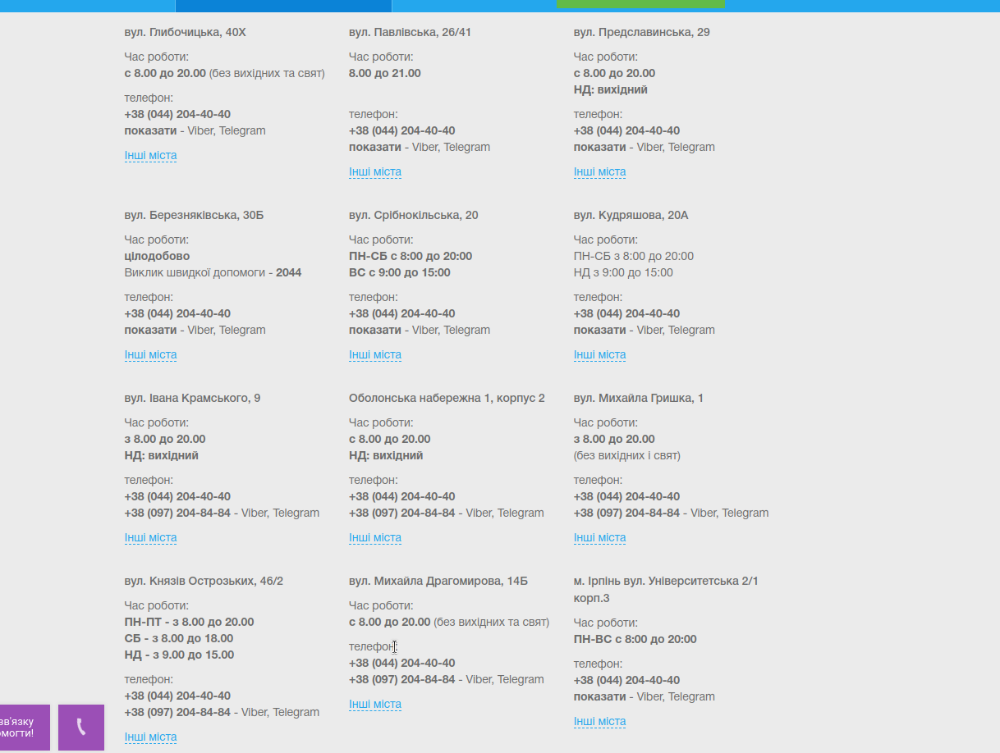 вул. Глибочицька, 40Х
Час роботи:
с 8.00 до 20.00 (без вихідних та свят)
телефон:
+38 (044) 204-40-40
показати - Viber, Telegram
Інші міста
вул. Павлівська, 26/41
Час роботи:
8.00 до 21.00
телефон:
+38 (044) 204-40-40
показати - Viber, Telegram
Інші міста
вул. Предславинська, 29
Час роботи:
с 8.00 до 20.00
НД: вихідний
телефон:
+38 (044) 204-40-40
показати - Viber, Telegram
Інші міста
вул. Березняківська, 30Б
Час роботи:
цілодобово
Виклик швидкої допомоги - 2044
телефон:
+38 (044) 204-40-40
показати - Viber, Telegram
Інші міста
вул. Срібнокільська, 20
Час роботи:
ПН-СБ с 8:00 до 20:00
ВС с 9:00 до 15:00
телефон:
+38 (044) 204-40-40
показати - Viber, Telegram
Інші міста
вул. Кудряшова, 20А
Час роботи:
ПН-СБ з 8:00 до 20:00
НД з 9:00 до 15:00
телефон:
+38 (044) 204-40-40
показати - Viber, Telegram
Інші міста
вул. Івана Крамського, 9
Час роботи:
з 8.00 до 20.00
НД: вихідний
телефон:
+38 (044) 204-40-40
+38 (097) 204-84-84 - Viber, Telegram
Інші міста
Оболонська набережна 1, корпус 2
Час роботи:
с 8.00 до 20.00
НД: вихідний
телефон:
+38 (044) 204-40-40
+38 (097) 204-84-84 - Viber, Telegram
Інші міста
вул. Михайла Гришка, 1
Час роботи:
з 8.00 до 20.00
(без вихідних і свят)
телефон:
+38 (044) 204-40-40
+38 (097) 204-84-84 - Viber, Telegram
Інші міста
вул. Князів Острозьких, 46/2
Час роботи:
ПН-ПТ - з 8.00 до 20.00
СБ - з 8.00 до 18.00
НД - з 9.00 до 15.00
телефон:
+38 (044) 204-40-40
+38 (097) 204-84-84 - Viber, Telegram
Інші міста
вул. Михайла Драгомирова, 14Б
Час роботи:
с 8.00 до 20.00 (без вихідних та свят)
телефон:
+38 (044) 204-40-40
+38 (097) 204-84-84 - Viber, Telegram
Інші міста
м. Ірпінь вул. Університетська 2/1
корп.3
Час роботи:
ПН-ВС с 8:00 до 20:00
телефон:
+38 (044) 204-40-40
показати - Viber, Telegram
Інші міста
зв'язку
омогти!